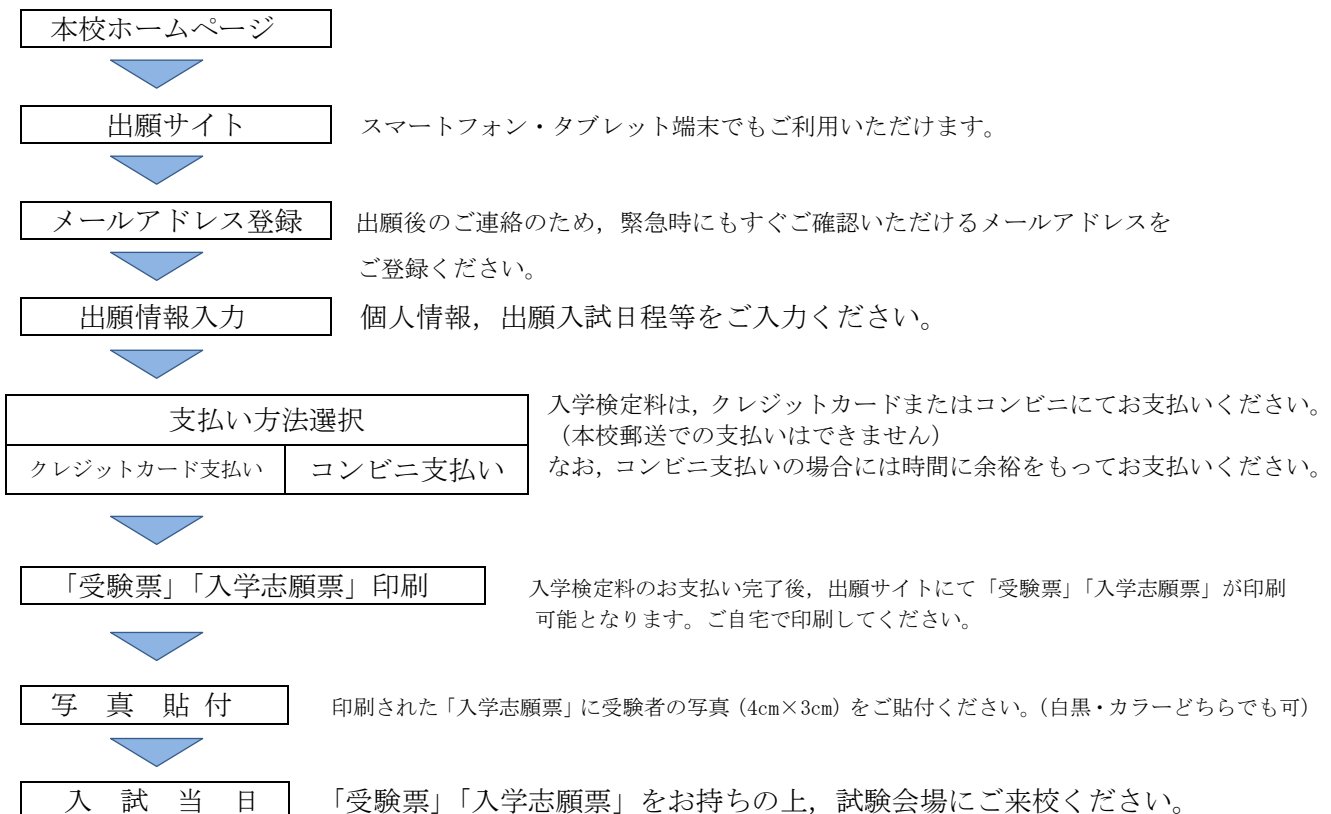 本校ホームページ
出願サイト
スマートフォン・タブレット端末でもご利用いただけます。
メールアドレス登録
出願後のご連絡のため，緊急時にもすぐご確認いただけるメールアドレスを
ご登録ください。
出願情報入力
個人情報，出願入試日程等をご入力ください。
支払い方法選択
クレジットカード支払い
コンビニ支払い
入学検定料は，クレジットカードまたはコンビニにてお支払いください。
（本校郵送での支払いはできません）
なお，コンビニ支払いの場合には時間に余裕をもってお支払いください。
「受験票」「入学志願票」印刷
入学検定料のお支払い完了後，出願サイトにて「受験票」「入学志願票」が印刷
可能となります。ご自宅で印刷してください。
写 真 貼 付
印刷された「入学志願票」に受験者の写真（4cm×3cm）をご貼付ください。（白黒・カラーどちらでも可）
入 試 当 日
「受験票」「入学志願票」をお持ちの上，試験会場にご来校ください。